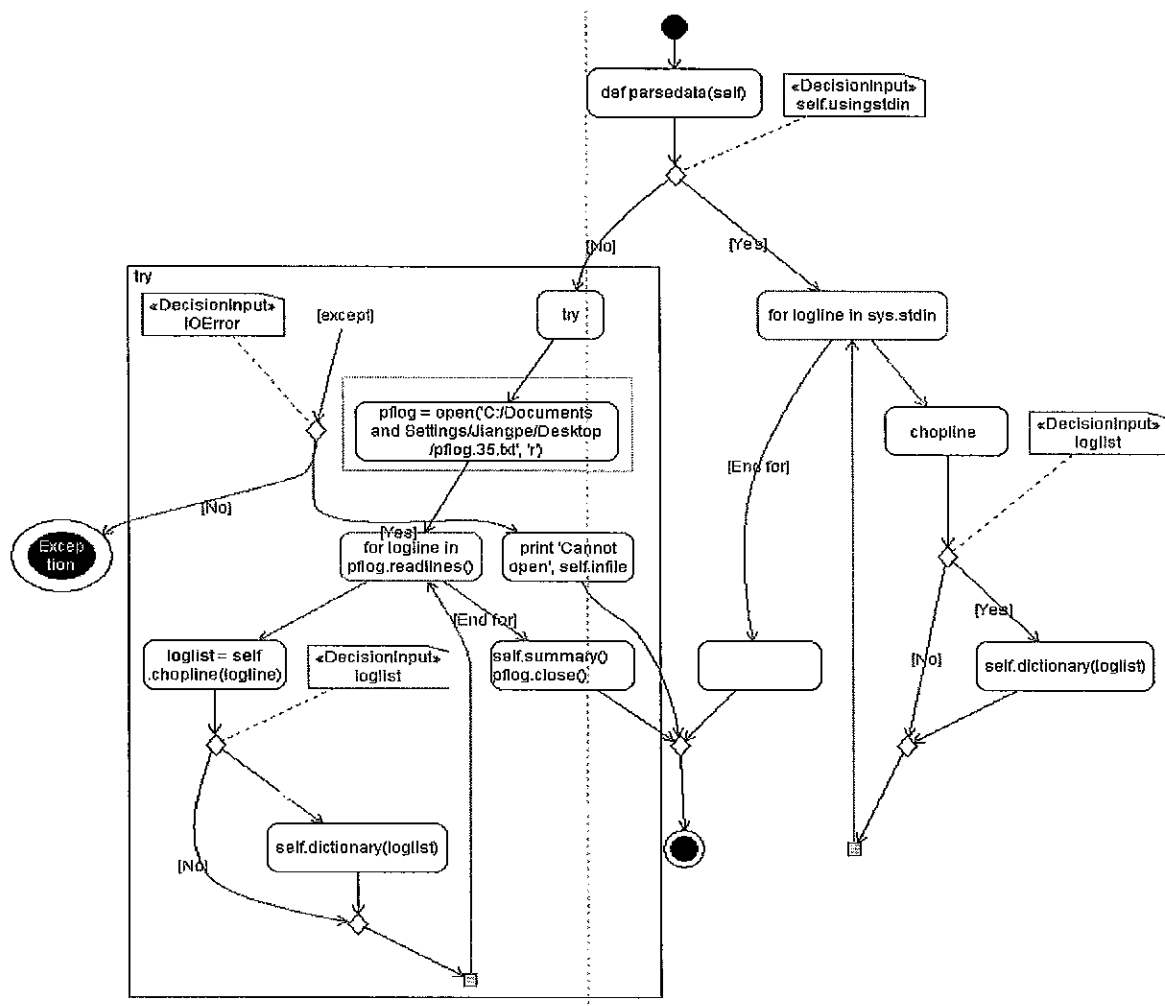 def parsedata(self)
«DecisionInput»
self.usingstdin
[No]
[Yes]
try
«DecisionInput»
IOError
[except]
try
for logline in sys.stdin
pflog = open('C:/Documents
and Settings/Jiangpe/Desktop
/pflog.35.txt', 'r')
chopline
«DecisionInput»
loglist
[End for]
[No]
[Yes]
Excep
tion
for logline in
pflog.readlines()
print 'Cannot
open', self.infile
[End for]
[Yes]
[No]
loglist = self
.chopline(logline)
«DecisionInput»
loglist
self.summary()
pflog.close()
self.dictionary(loglist)
self.dictionary(loglist)
[No]